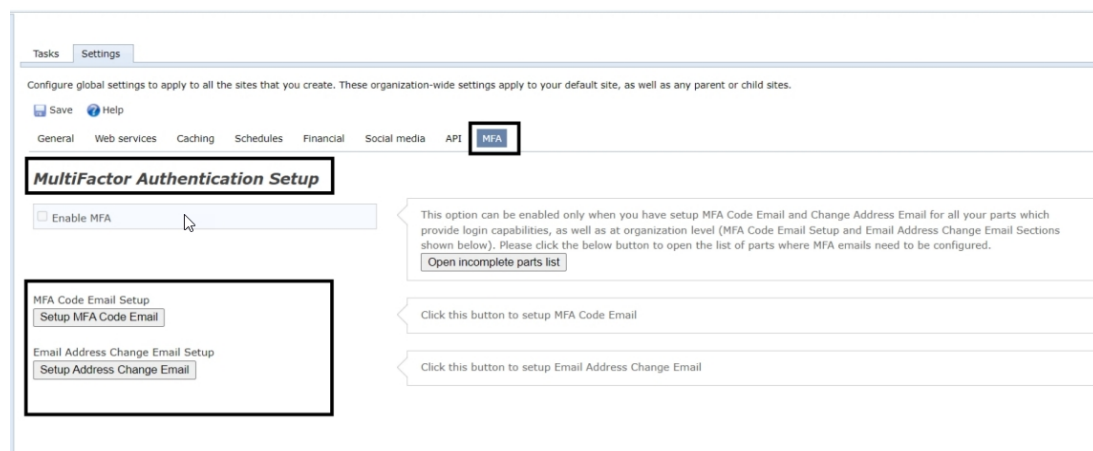 Tasks Settings
Configure global settings to apply to all the sites that you create. These organization-wide settings apply to your default site, as well as any parent or child sites.
Save Help
General Web services Caching Schedules Financial Social media API MFA
MultiFactor Authentication Setup
Enable MFA
This option can be enabled only when you have setup MFA Code Email and Change Address Email for all your parts which
provide login capabilities, as well as at organization level (MFA Code Email Setup and Email Address Change Email Sections
shown below). Please click the below button to open the list of parts where MFA emails need to be configured.
Open incomplete parts list
MFA Code Email Setup
Setup MFA Code Email
Click this button to setup MFA Code Email
Email Address Change Email Setup
Setup Address Change Email
Click this button to setup Email Address Change Email